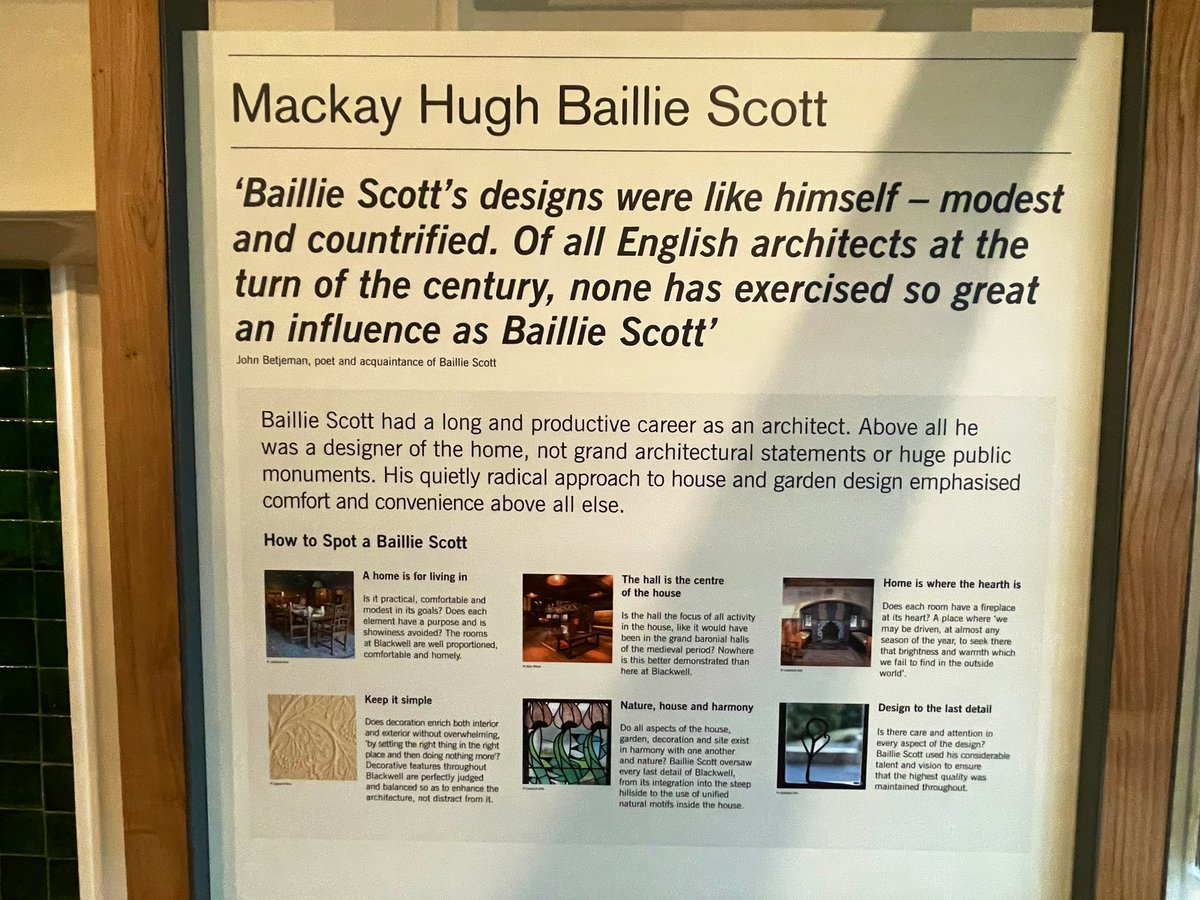 Mackay Hugh Baillie Scott
‘Baillie Scott’s designs were like himself – modest
and countrified. Of all English architects at the
turn of the century, none has exercised so great
an influence as Baillie Scott’
John Betjeman, poet and acquaintance of Baillie Scott
Baillie Scott had a long and productive career as an architect. Above all he
was a designer of the home, not grand architectural statements or huge public
monuments. His quietly radical approach to house and garden design emphasised
comfort and convenience above all else.
How to Spot a Baillie Scott
A home is for living in
Is it practical, comfortable and
modest in its goals? Does each
element have a purpose and is
showiness avoided? The rooms
at Blackwell are well proportioned,
comfortable and homely.
The hall is the centre
of the house
Is the hall the focus of all activity
in the house, like it would have
been in the grand baronial halls
of the medieval period? Nowhere
is this better demonstrated than
here at Blackwell.
Home is where the hearth is
Does each room have a fireplace
at its heart? A place where ‘we
may be driven, at almost any
season of the year, to seek there
that brightness and warmth which
we fail to find in the outside
world’.
Keep it simple
Does decoration enrich both interior
and exterior without overwhelming,
‘by setting the right thing in the right
place and then doing nothing more’?
Decorative features throughout
Blackwell are perfectly judged
and balanced so as to enhance the
architecture, not distract from it.
Nature, house and harmony
Do all aspects of the house,
garden, decoration and site exist
in harmony with one another
and nature? Baillie Scott oversaw
every last detail of Blackwell,
from its integration into the steep
hillside to the use of unified
natural motifs inside the house.
Design to the last detail
Is there care and attention in
every aspect of the design?
Baillie Scott used his considerable
talent and vision to ensure
that the highest quality was
maintained throughout.